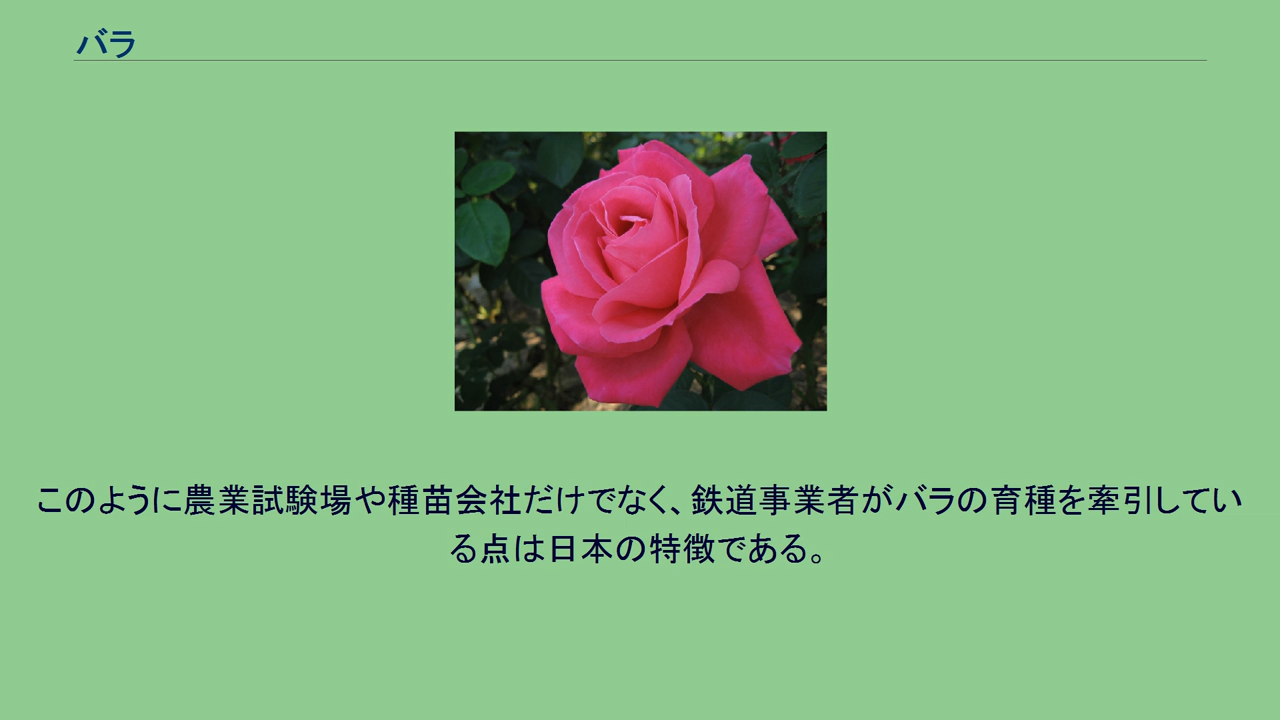 バラ
このように農業試験場や種苗会社だけでなく、鉄道事業者がバラの育種を牽引してい
る点は日本の特徴である。